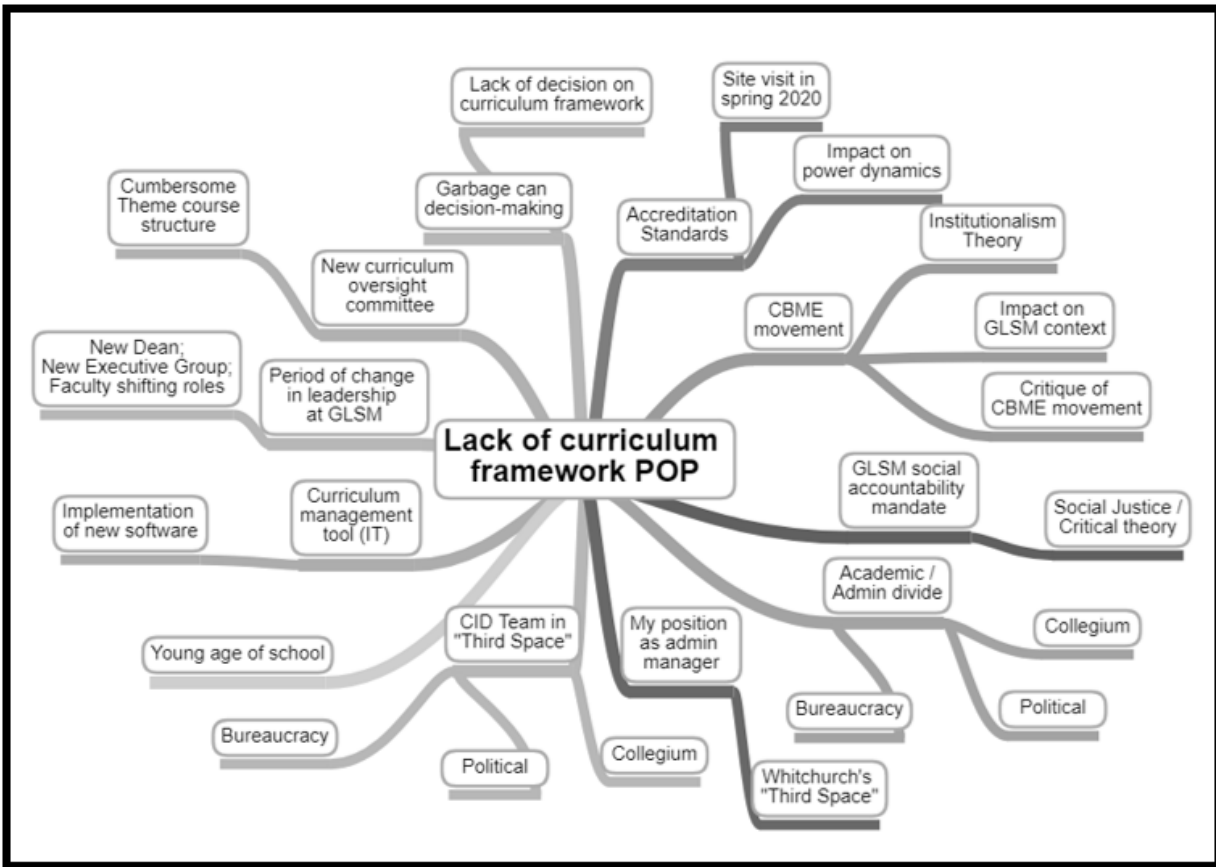 Lack of decision on
curriculum framework
Site visit in
spring 2020
Impact on
power dynamics
Cumbersome
Theme course
structure
Garbage can
decision-making
Accreditation
Standards
Institutionalism
Theory
New curriculum
oversight
committee
CBME
movement
Impact on
GLSM context
New Dean;
New Executive Group;
Faculty shifting roles
Period of change
in leadership
at GLSM
Critique of
CBME movement
Lack of curriculum
framework POP
GLSM social
accountability
mandate
Social Justice /
Critical theory
Implementation
of new software
Curriculum
management
tool (IT)
Academic /
Admin divide
Young age of school
CID Team in
"Third Space"
My position
as admin
manager
Collegium
Bureaucracy
Political
Bureaucracy
Political
Collegium
Whitchurch's
"Third Space"